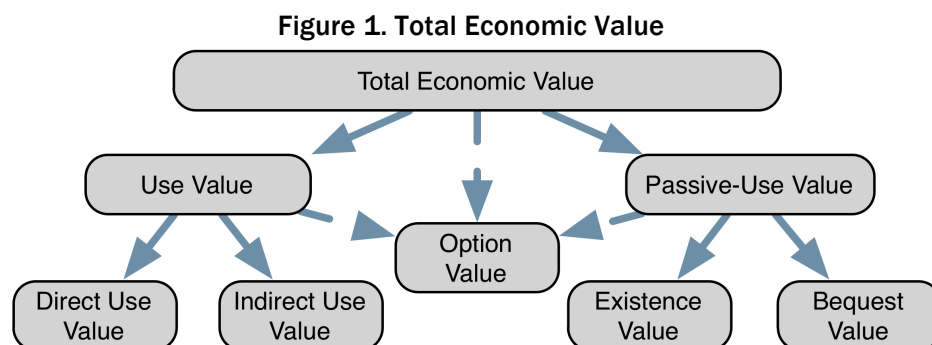 Figure 1. Total Economic Value
Total Economic Value
Use Value
Passive-Use Value
Option
Value
Direct Use
Value
Indirect Use
Value
Existence
Value
Bequest
Value